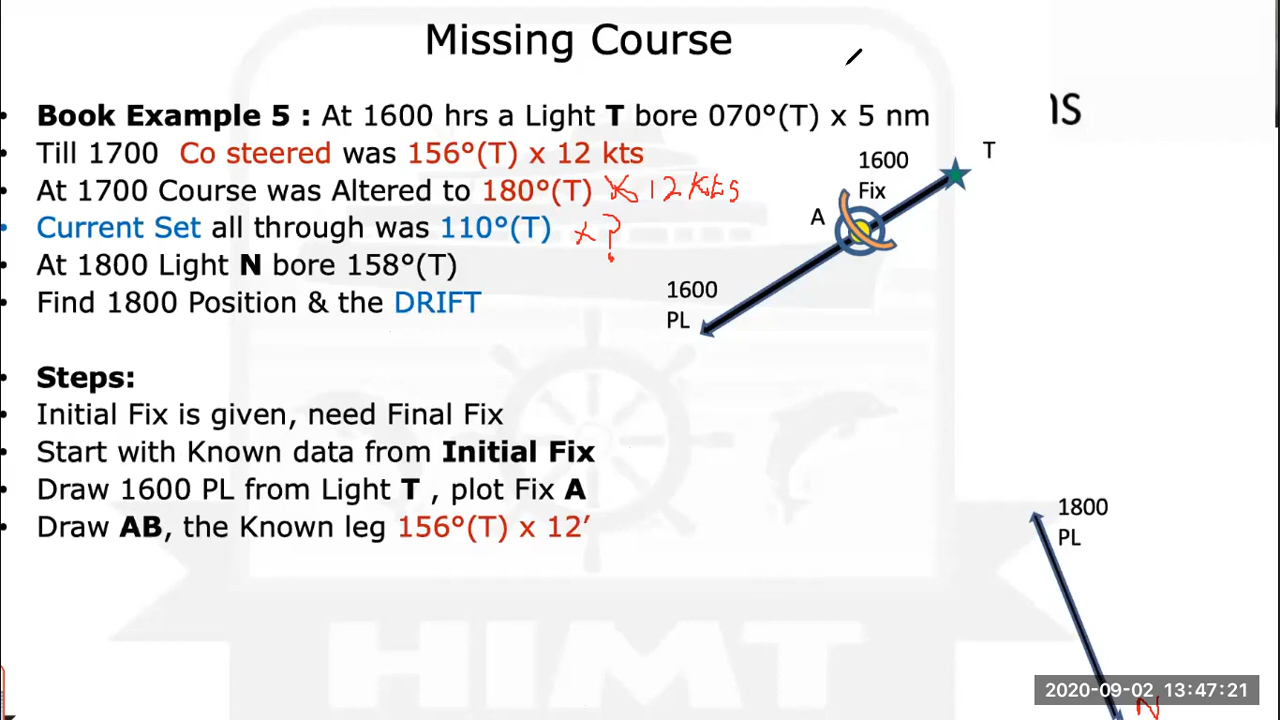 Missing Course
Book Example 5 : At 1600 hrs a Light T bore 070°(T) x 5 nm
Till 1700 Co steered was 156°(T) x 12 kts
At 1700 Course was Altered to 180°(T) x 12 Kts
Current Set all through was 110°(T) x ?
At 1800 Light N bore 158°(T)
Find 1800 Position & the DRIFT
Steps:
Initial Fix is given, need Final Fix
Start with Known data from Initial Fix
Draw 1600 PL from Light T , plot Fix A
Draw AB, the Known leg 156°(T) x 12’
ns
T
1600
Fix
A
1600
PL
1800
PL
N
HIMT
2020-09-02 13:47:21